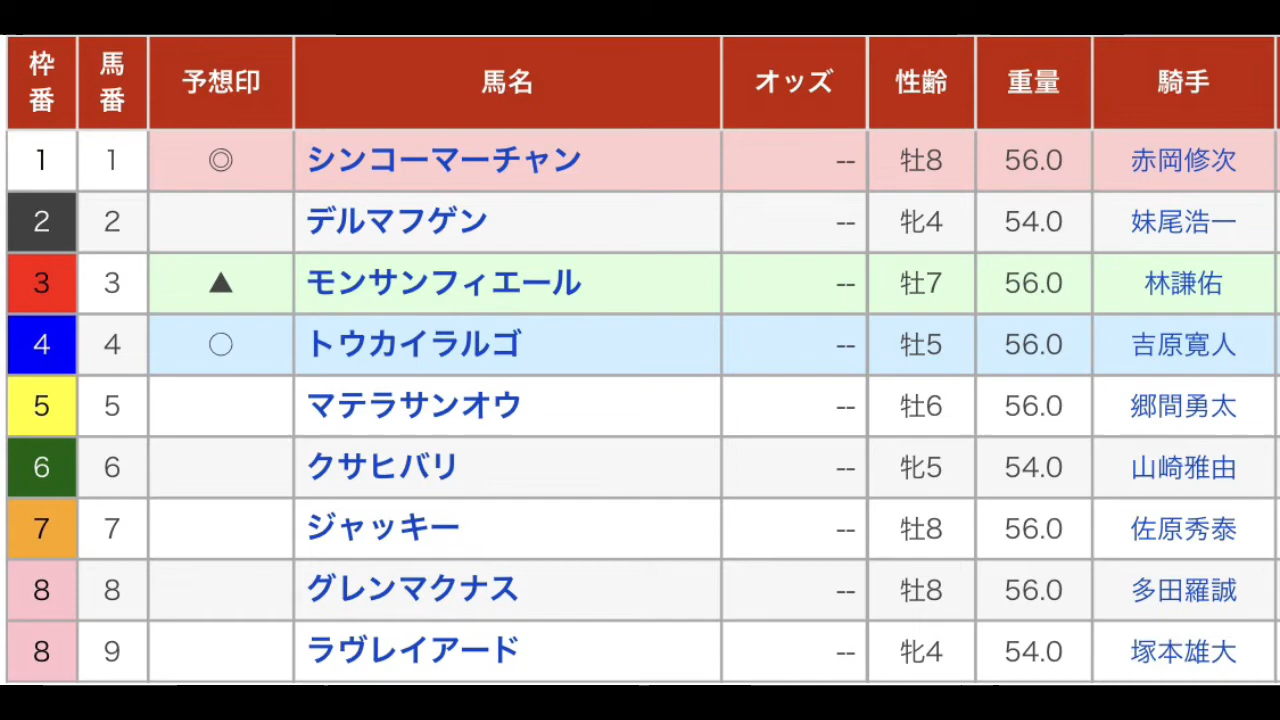 枠番 馬番 予想印 馬名 オッズ 性齢 重量 騎手
1 1 ◎ シンコーマーチャン -- 牡8 56.0 赤岡修次
2 2 デルマフゲン -- 牝4 54.0 妹尾浩一
3 3 ▲ モンサンフィエール -- 牡7 56.0 林謙佑
4 4 ○ トウカイラルゴ -- 牡5 56.0 吉原寛人
5 5 マテラサンオウ -- 牡6 56.0 郷間勇太
6 6 クサヒバリ -- 牝5 54.0 山崎雅由
7 7 ジャッキー -- 牡8 56.0 佐原秀泰
8 8 グレンマクナス -- 牡8 56.0 多田羅誠
8 9 ラヴレイアード -- 牝4 54.0 塚本雄大